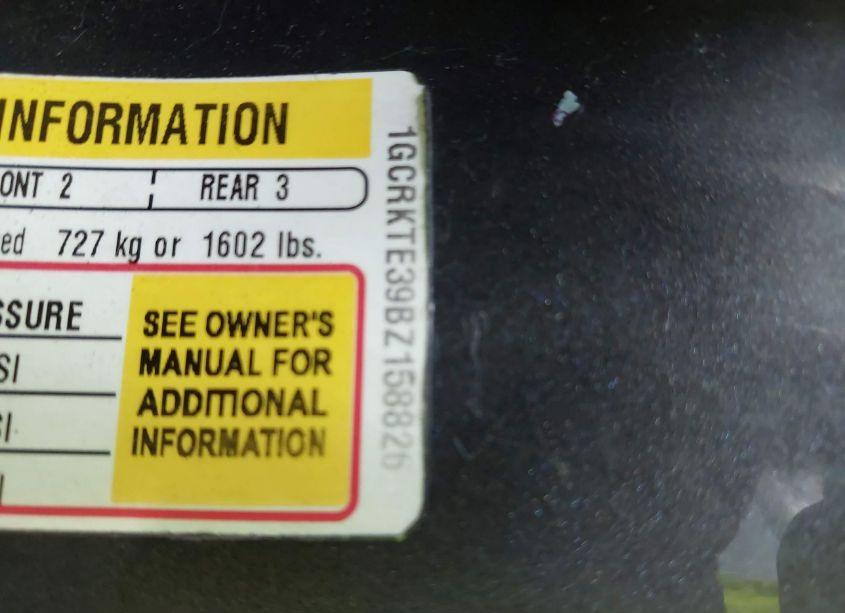 INFORMATION
ONT 2 REAR 3
ed 727 kg or 1602 lbs.
SSURE
SI
SI
I
SEE OWNER'S
MANUAL FOR
ADDITIONAL
INFORMATION
1GCRKTE39BZ158826